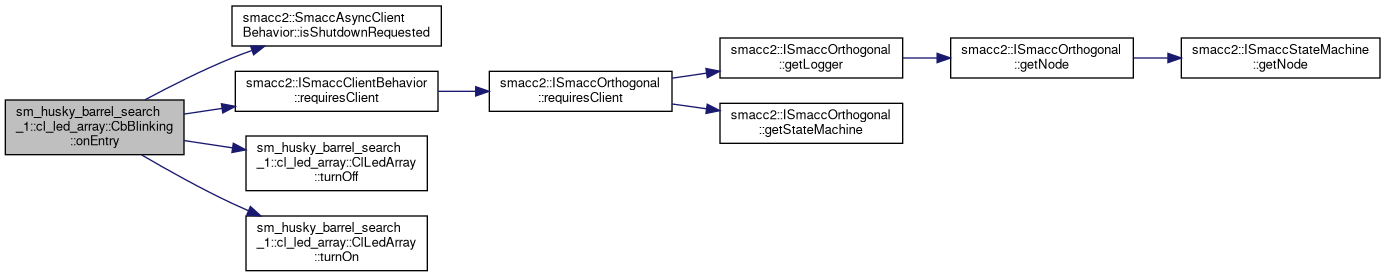 sm_husky_barrel_search
_1::cl_led_array::CbBlinking
::onEntry
smacc2::SmaccAsyncClient
Behavior::isShutdownRequested
smacc2::ISmaccClientBehavior
::requiresClient
smacc2::ISmaccOrthogonal
::requiresClient
smacc2::ISmaccOrthogonal
::getLogger
smacc2::ISmaccOrthogonal
::getNode
smacc2::ISmaccStateMachine
::getNode
smacc2::ISmaccOrthogonal
::getStateMachine
sm_husky_barrel_search
_1::cl_led_array::ClLedArray
::turnOff
sm_husky_barrel_search
_1::cl_led_array::ClLedArray
::turnOn